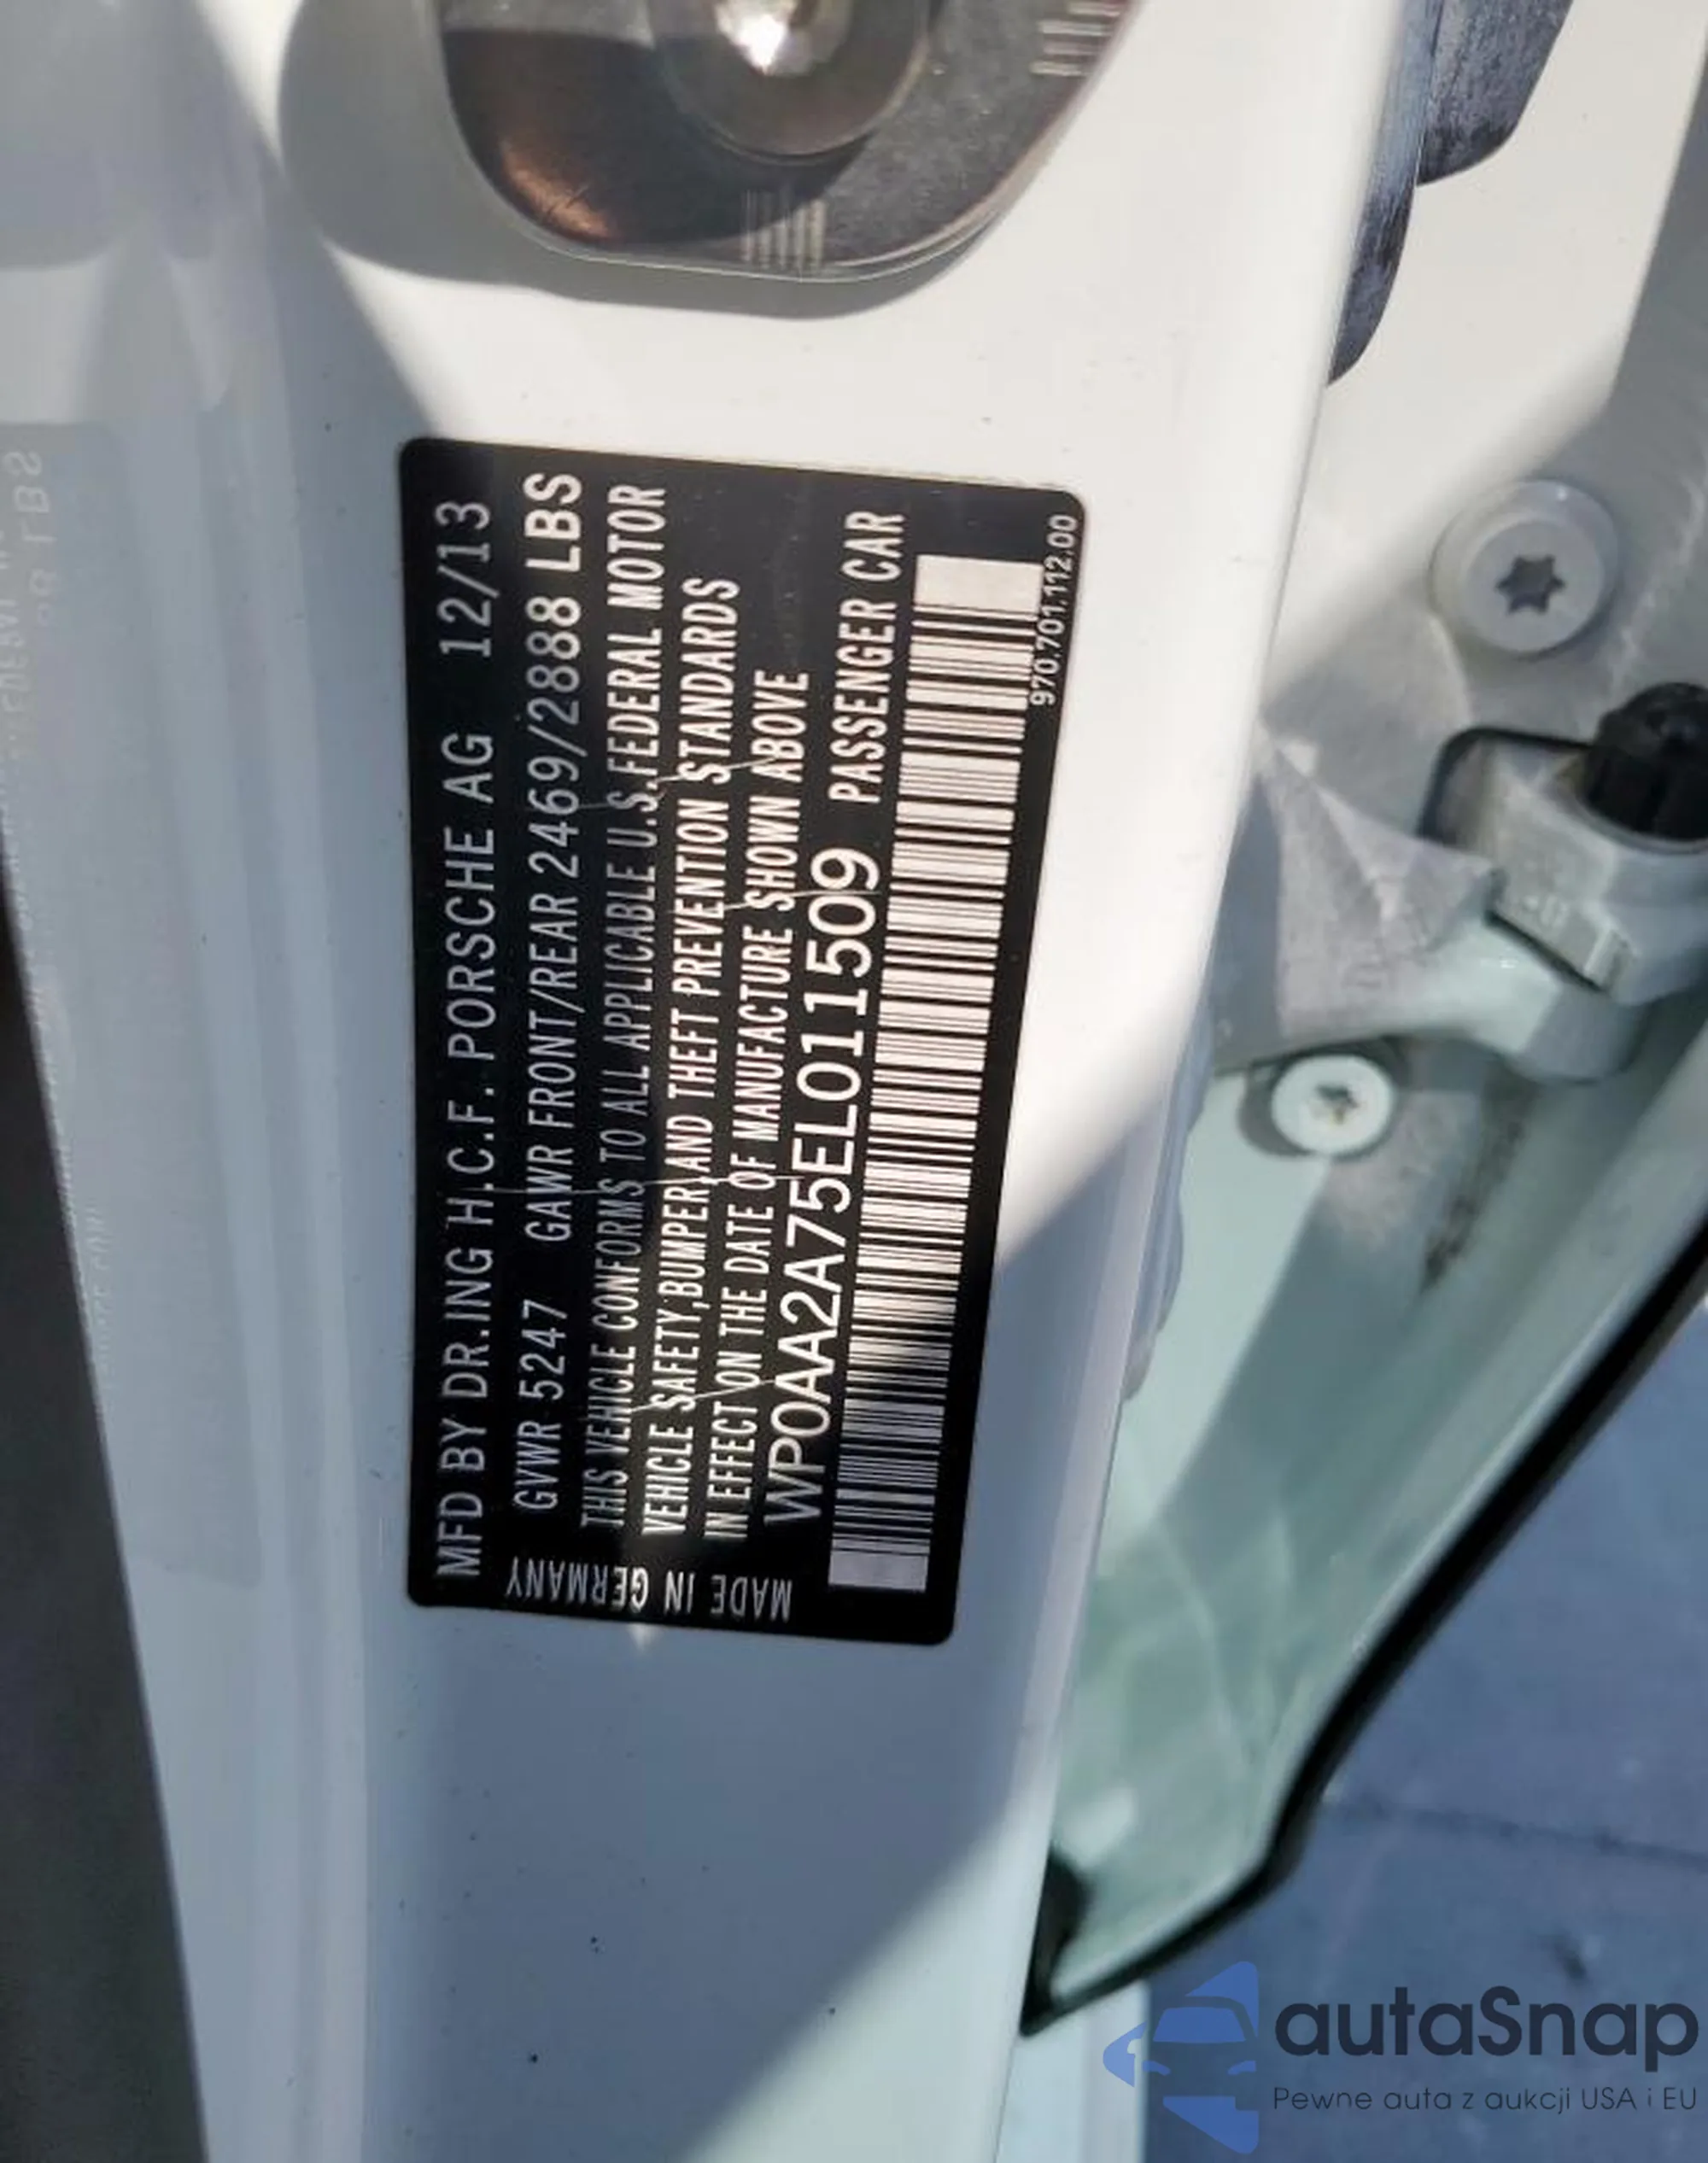 MFD BY DR.ING H.C.F. PORSCHE AG 12/13
GVWR 5247 GAWR FRONT/REAR 2469/2888 LBS
THIS VEHICLE CONFORMS TO ALL APPLICABLE U.S.FEDERAL MOTOR
VEHICLE SAFETY,BUMPER,AND THEFT PREVENTION STANDARDS
IN EFFECT ON THE DATE OF MANUFACTURE SHOWN ABOVE
WP0AA2A75EL011509 PASSENGER CAR
970.701.112.00
MADE IN GERMANY
autaSnap
Pewne auta z aukcji USA i EU